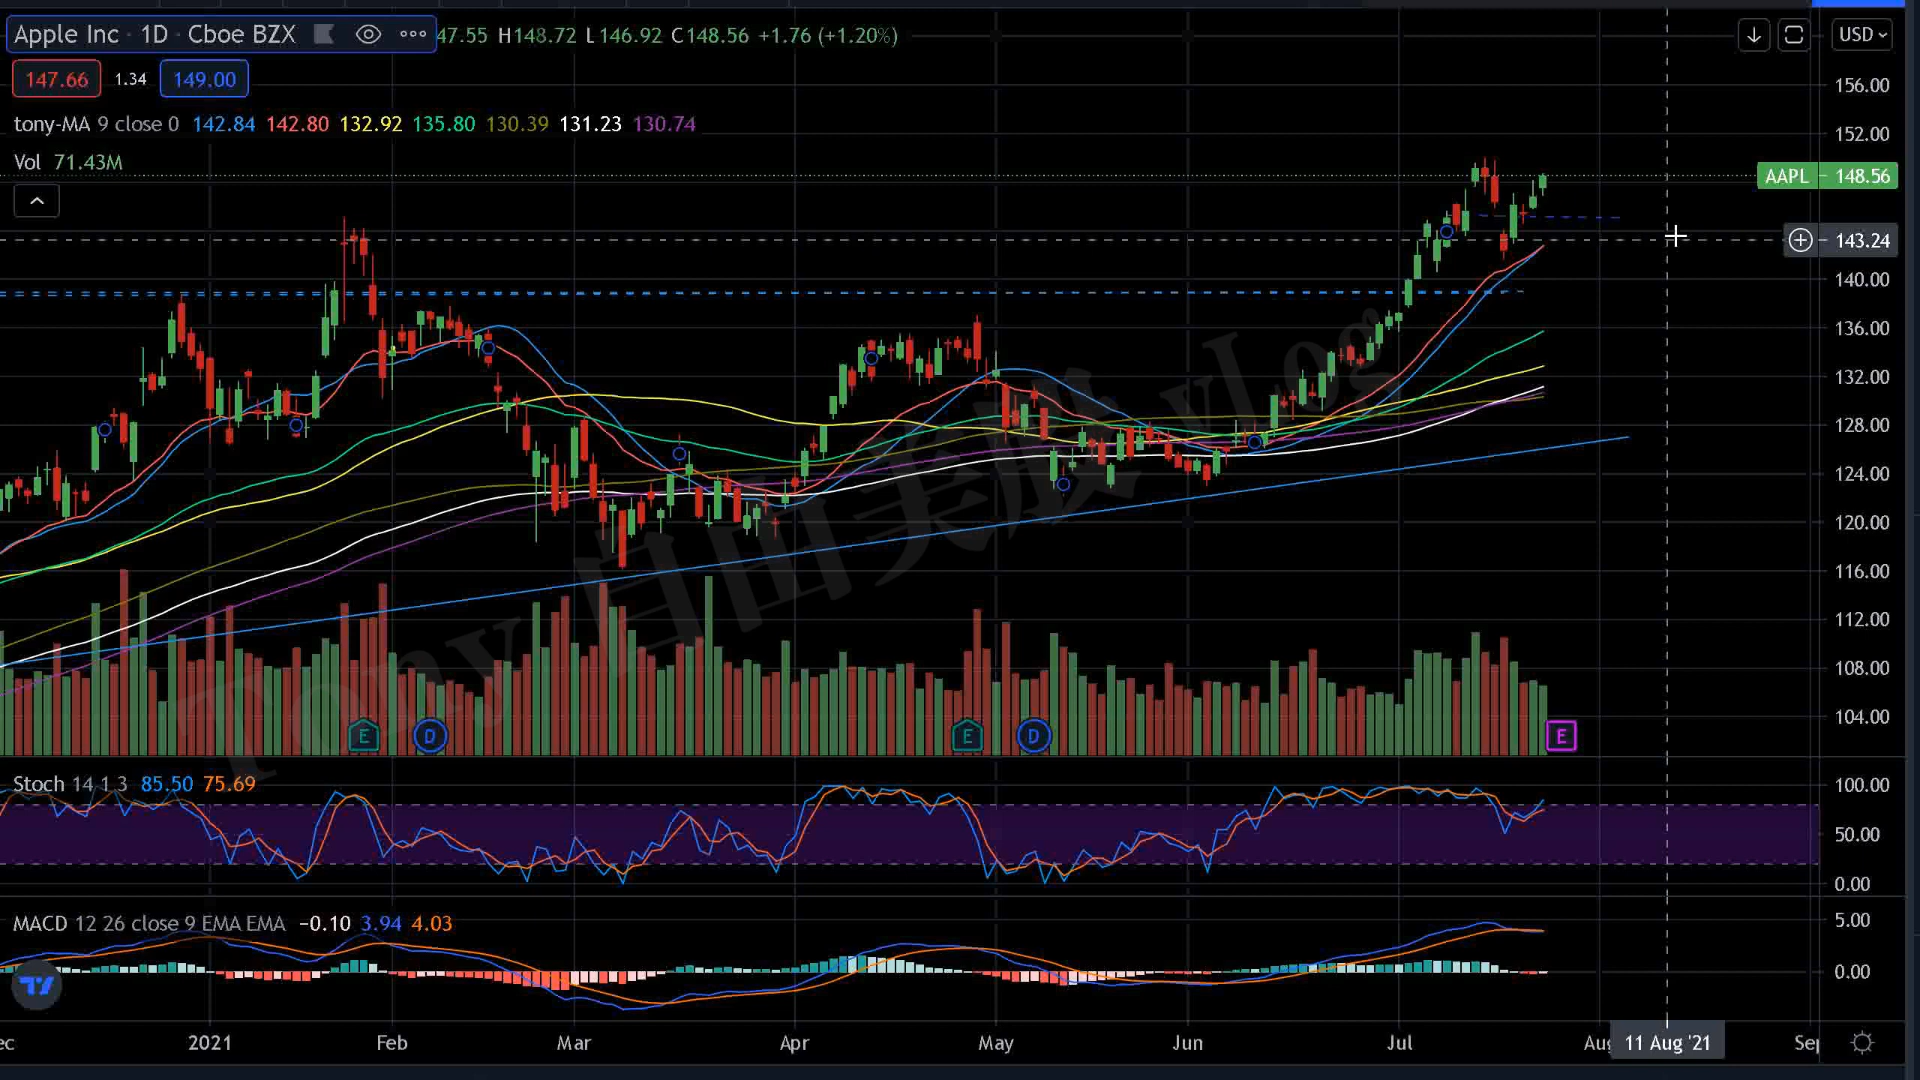 Apple Inc · 1D · Cboe BZX 47.55 H148.72 L146.92 C148.56 +1.76 (+1.20%)
USD
147.66 1.34 149.00
tony-MA 9 close 0 142.84 142.80 132.92 135.80 130.39 131.23 130.74
Vol 71.43M
156.00
152.00
AAPL 148.56
143.24
140.00
136.00
132.00
128.00
124.00
120.00
116.00
112.00
108.00
104.00
Tony 自由美股 vLog
E D E D E
Stoch 14 1 3 85.50 75.69
100.00
50.00
0.00
MACD 12 26 close 9 EMA EMA −0.10 3.94 4.03
5.00
0.00
ec 2021 Feb Mar Apr May Jun Jul Aug 11 Aug '21 Sep